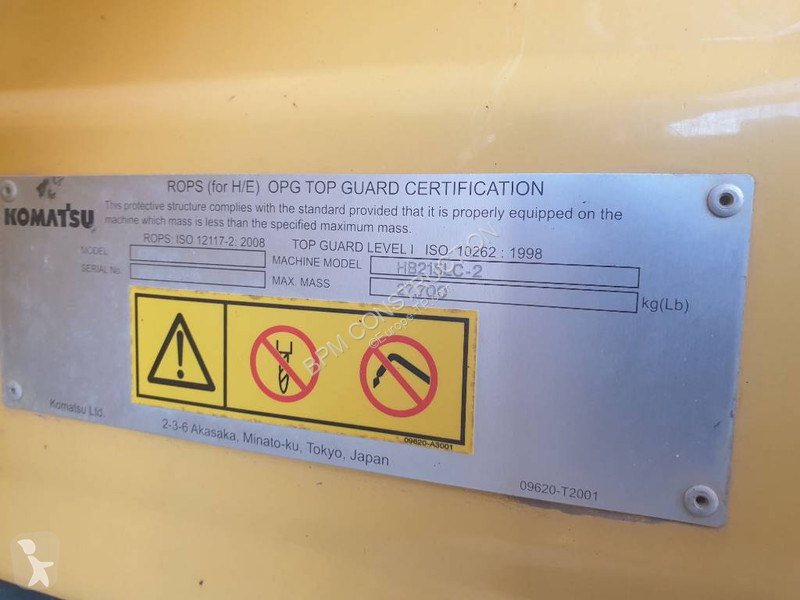 ROPS (for H/E) OPG TOP GUARD CERTIFICATION
KOMATSU
This protective structure complies with the standard provided that it is properly equipped on the
machine which mass is less than the specified maximum mass.
ROPS: ISO 12117-2: 2008 TOP GUARD LEVEL I ISO 10262 : 1998
MODEL MACHINE MODEL HB215LC-2
SERIAL No. MAX. MASS kg(Lb)
BPM CONSTRUCTION
09620-A3001
Komatsu Ltd.
2-3-6 Akasaka, Minato-ku, Tokyo, Japan
09620-T2001